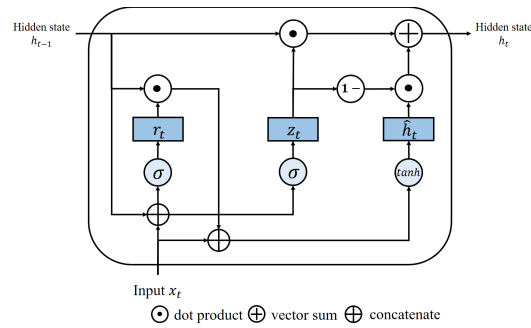 Hidden state
h_{t−1}
Hidden state
h_t
1 −
r_t
z_t
ĥ_t
σ
σ
tanh
Input x_t
dot product
vector sum
concatenate